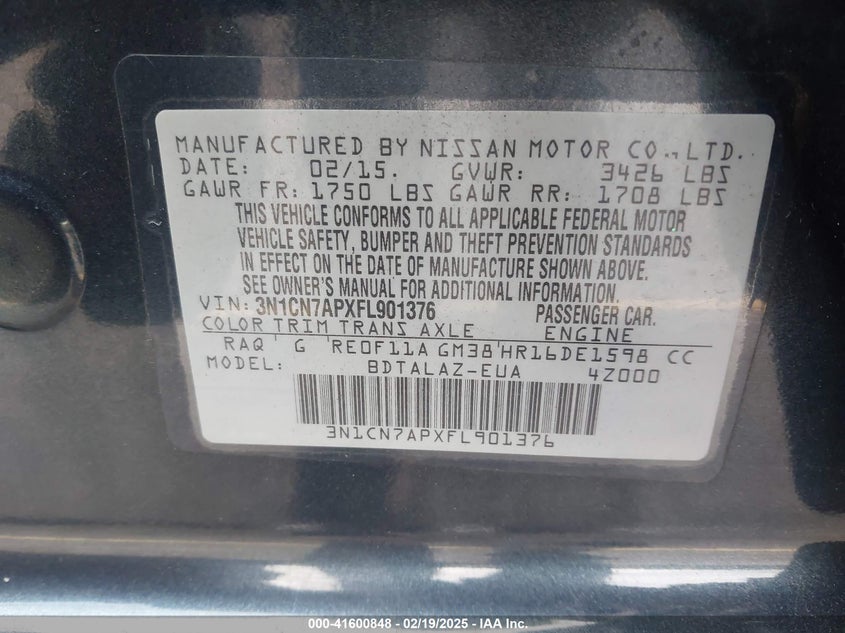 MANUFACTURED BY NISSAN MOTOR CO., LTD.
DATE: 02/15. GVWR: 3426 LBS
GAWR FR: 1750 LBS GAWR RR: 1708 LBS
THIS VEHICLE CONFORMS TO ALL APPLICABLE FEDERAL MOTOR
VEHICLE SAFETY, BUMPER AND THEFT PREVENTION STANDARDS
IN EFFECT ON THE DATE OF MANUFACTURE SHOWN ABOVE.
SEE OWNER'S MANUAL FOR ADDITIONAL INFORMATION.
VIN: 3N1CN7APXFL901376 PASSENGER CAR.
COLOR TRIM TRANS AXLE ENGINE
RAQ G RE0F11A GM38 HR16DE1598 CC
MODEL: BDTALAZ-EUA 4Z000
3N1CN7APXFL901376
000-41600848 - 02/19/2025 - IAA Inc.